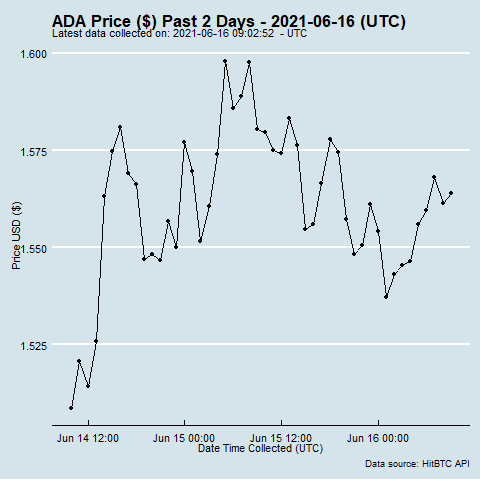 ADA Price ($) Past 2 Days - 2021-06-16 (UTC)
Latest data collected on: 2021-06-16 09:02:52 - UTC
1.600
1.575
1.550
1.525
Price USD ($)
Jun 14 12:00 Jun 15 00:00 Jun 15 12:00 Jun 16 00:00
Date Time Collected (UTC)
Data source: HitBTC API